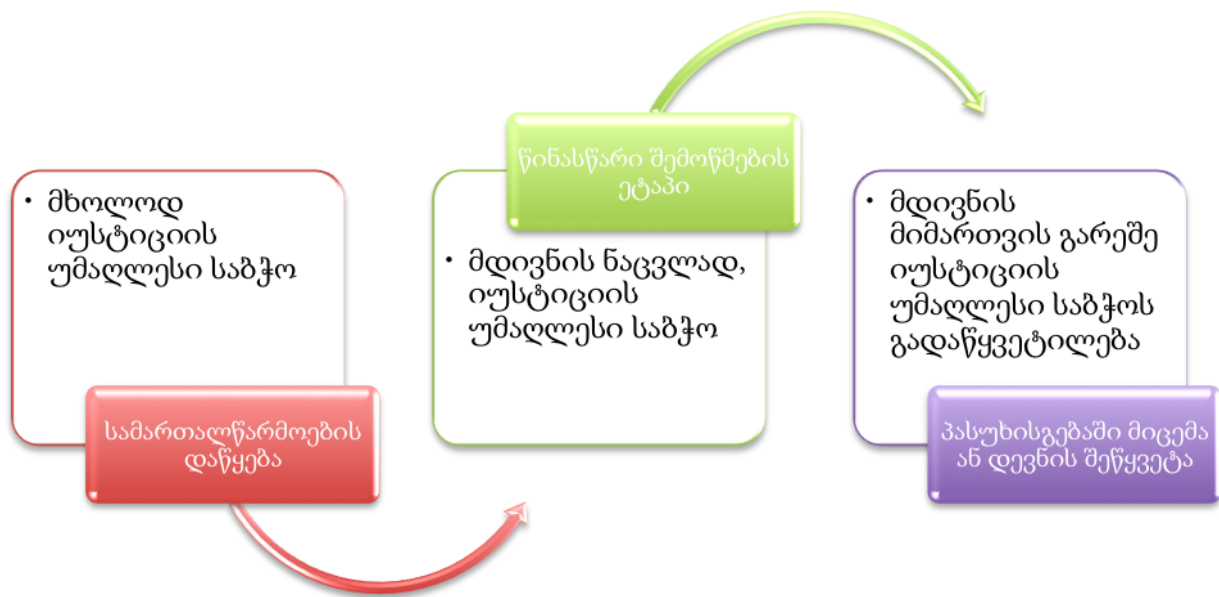 • მხოლოდ
იუსტიციის
უმაღლესი საბჭო
სამართალწარმოების
დაწყება
წინასწარი შემოწმების
ეტაპი
• მდივნის ნაცვლად,
იუსტიციის
უმაღლესი საბჭო
• მდივნის
მიმართვის გარეშე
იუსტიციის
უმაღლესი საბჭოს
გადაწყვეტილება
პასუხისგებაში მიცემა
ან დევნის შეწყვეტა